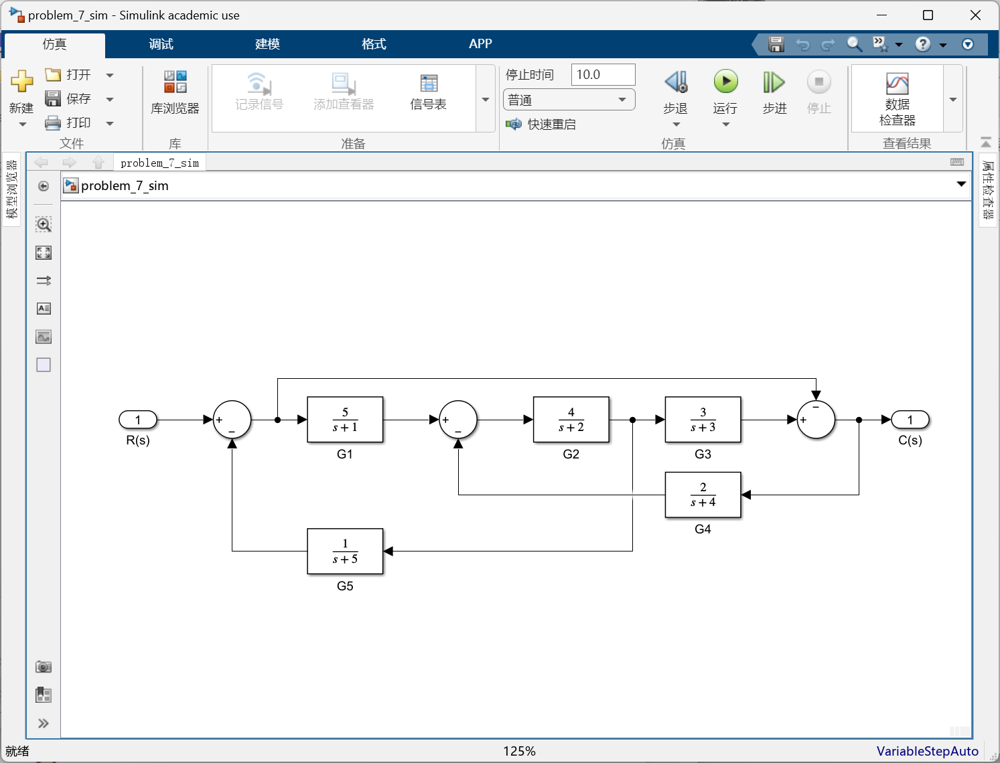 problem_7_sim - Simulink academic use
仿真 调试 建模 格式 APP
新建
打开
保存
打印
文件
库浏览器
库
记录信号
添加查看器
信号表
准备
停止时间 10.0
普通
快速重启
步退
运行
步进
停止
仿真
数据
检查器
查看结果
模型浏览器
属性检查器
problem_7_sim
problem_7_sim
1
R(s)
+
−
5
s + 1
G1
+
−
4
s + 2
G2
3
s + 3
G3
−
+
1
C(s)
2
s + 4
G4
1
s + 5
G5
就绪
125%
VariableStepAuto